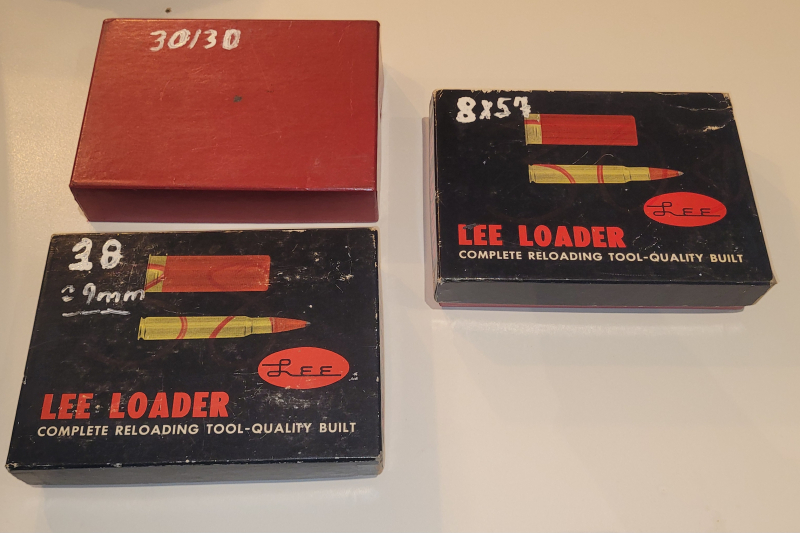 30/30
8x57
LEE
LEE LOADER
COMPLETE RELOADING TOOL-QUALITY BUILT
38
9mm
LEE
LEE LOADER
COMPLETE RELOADING TOOL-QUALITY BUILT